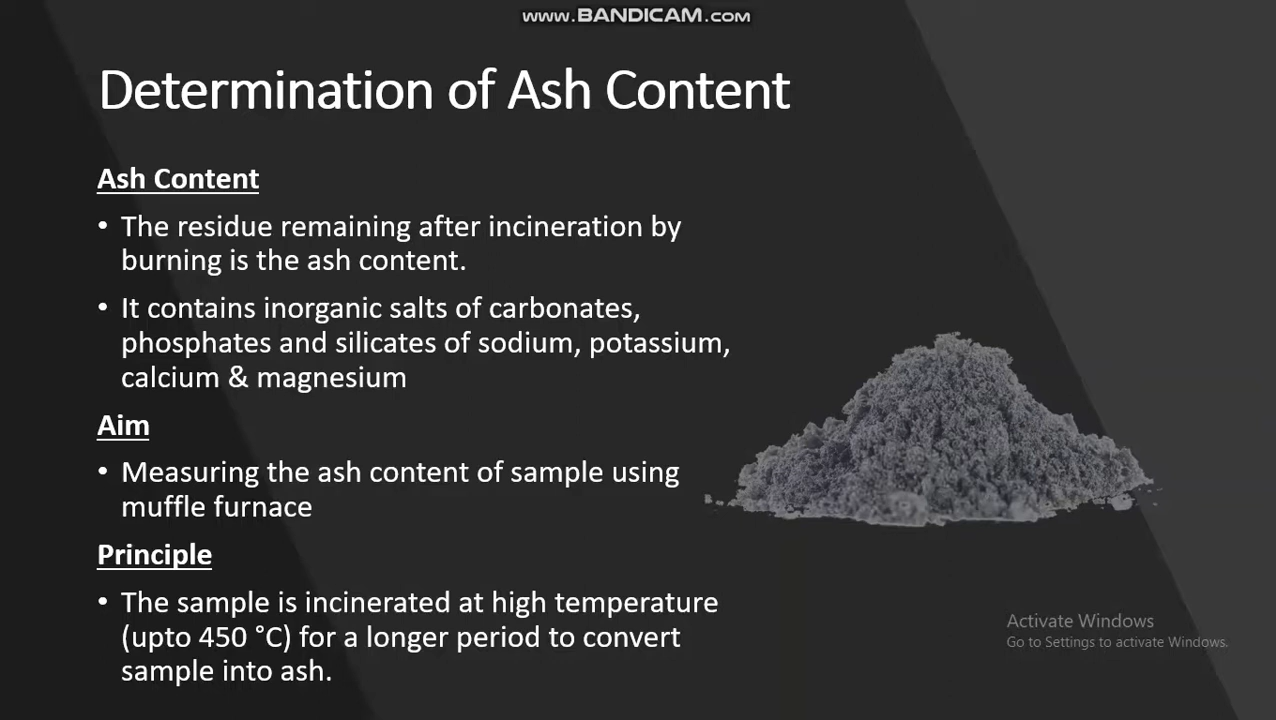 www.BANDICAM.com
Determination of Ash Content
Ash Content
• The residue remaining after incineration by
burning is the ash content.
• It contains inorganic salts of carbonates,
phosphates and silicates of sodium, potassium,
calcium & magnesium
Aim
• Measuring the ash content of sample using
muffle furnace
Principle
• The sample is incinerated at high temperature
(upto 450 °C) for a longer period to convert
sample into ash.
Activate Windows
Go to Settings to activate Windows.